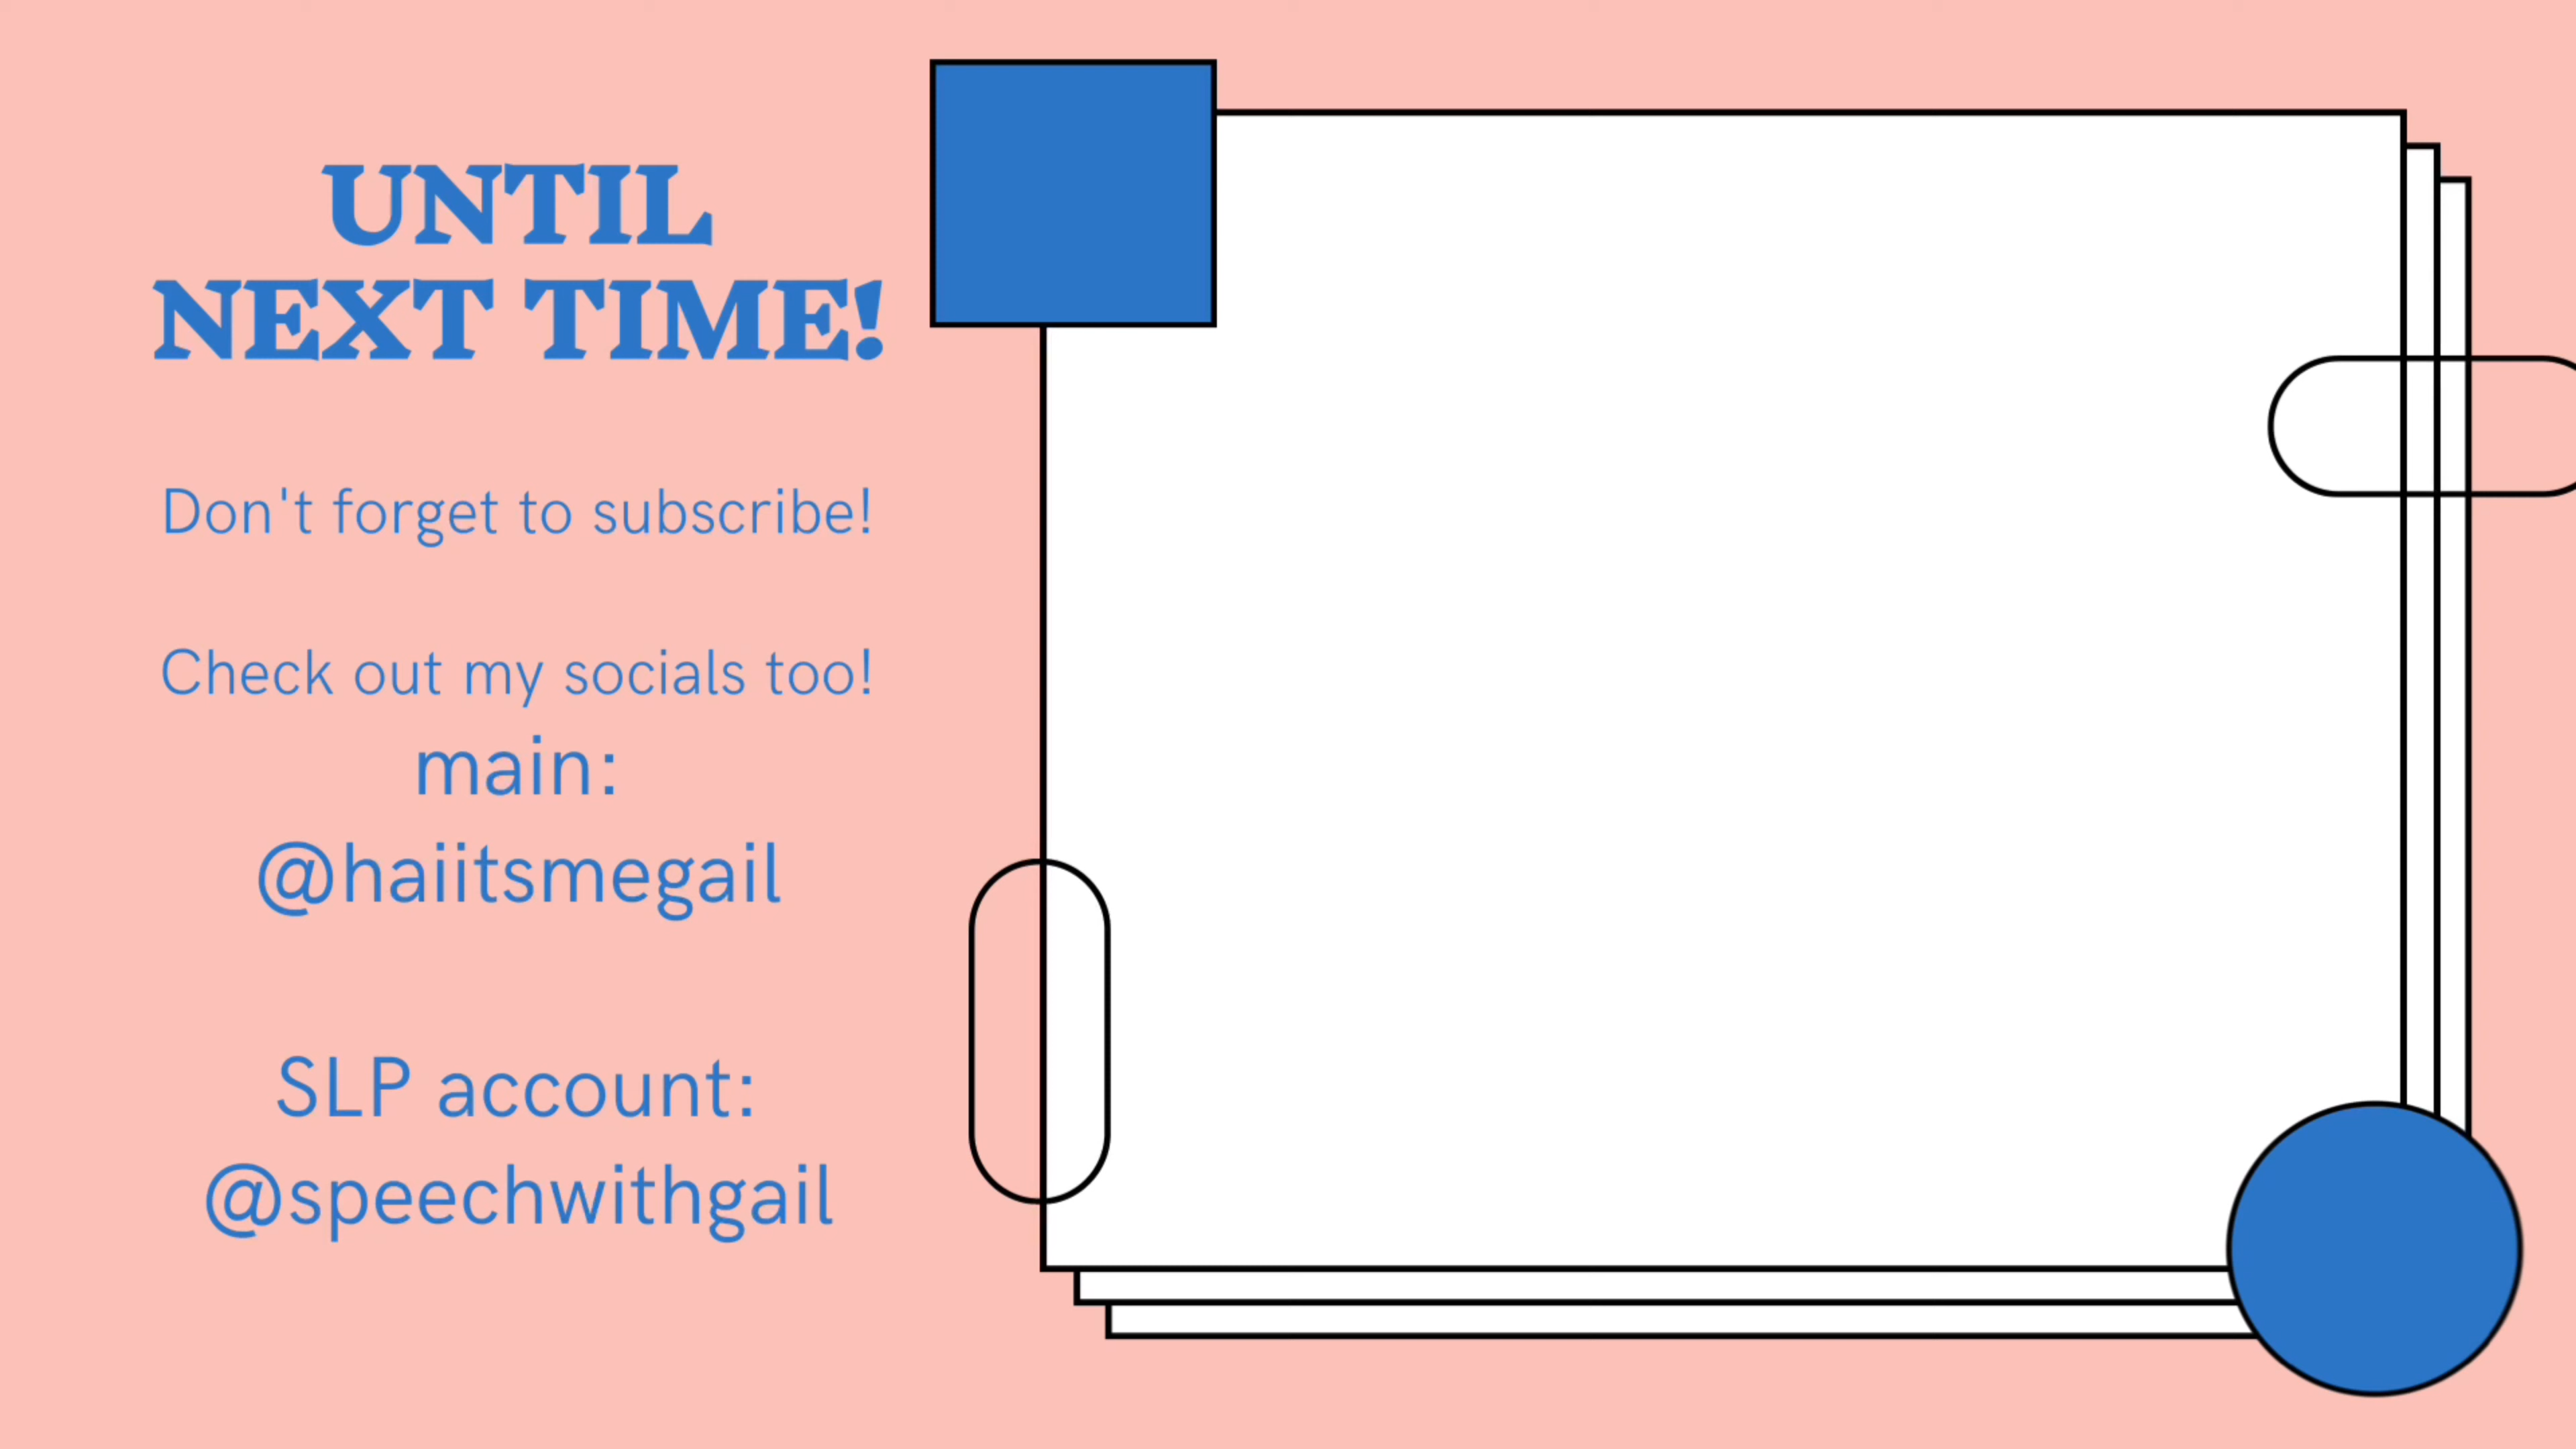 UNTIL
NEXT TIME!
Don't forget to subscribe!
Check out my socials too!
main:
@haiitsmegail
SLP account:
@speechwithgail